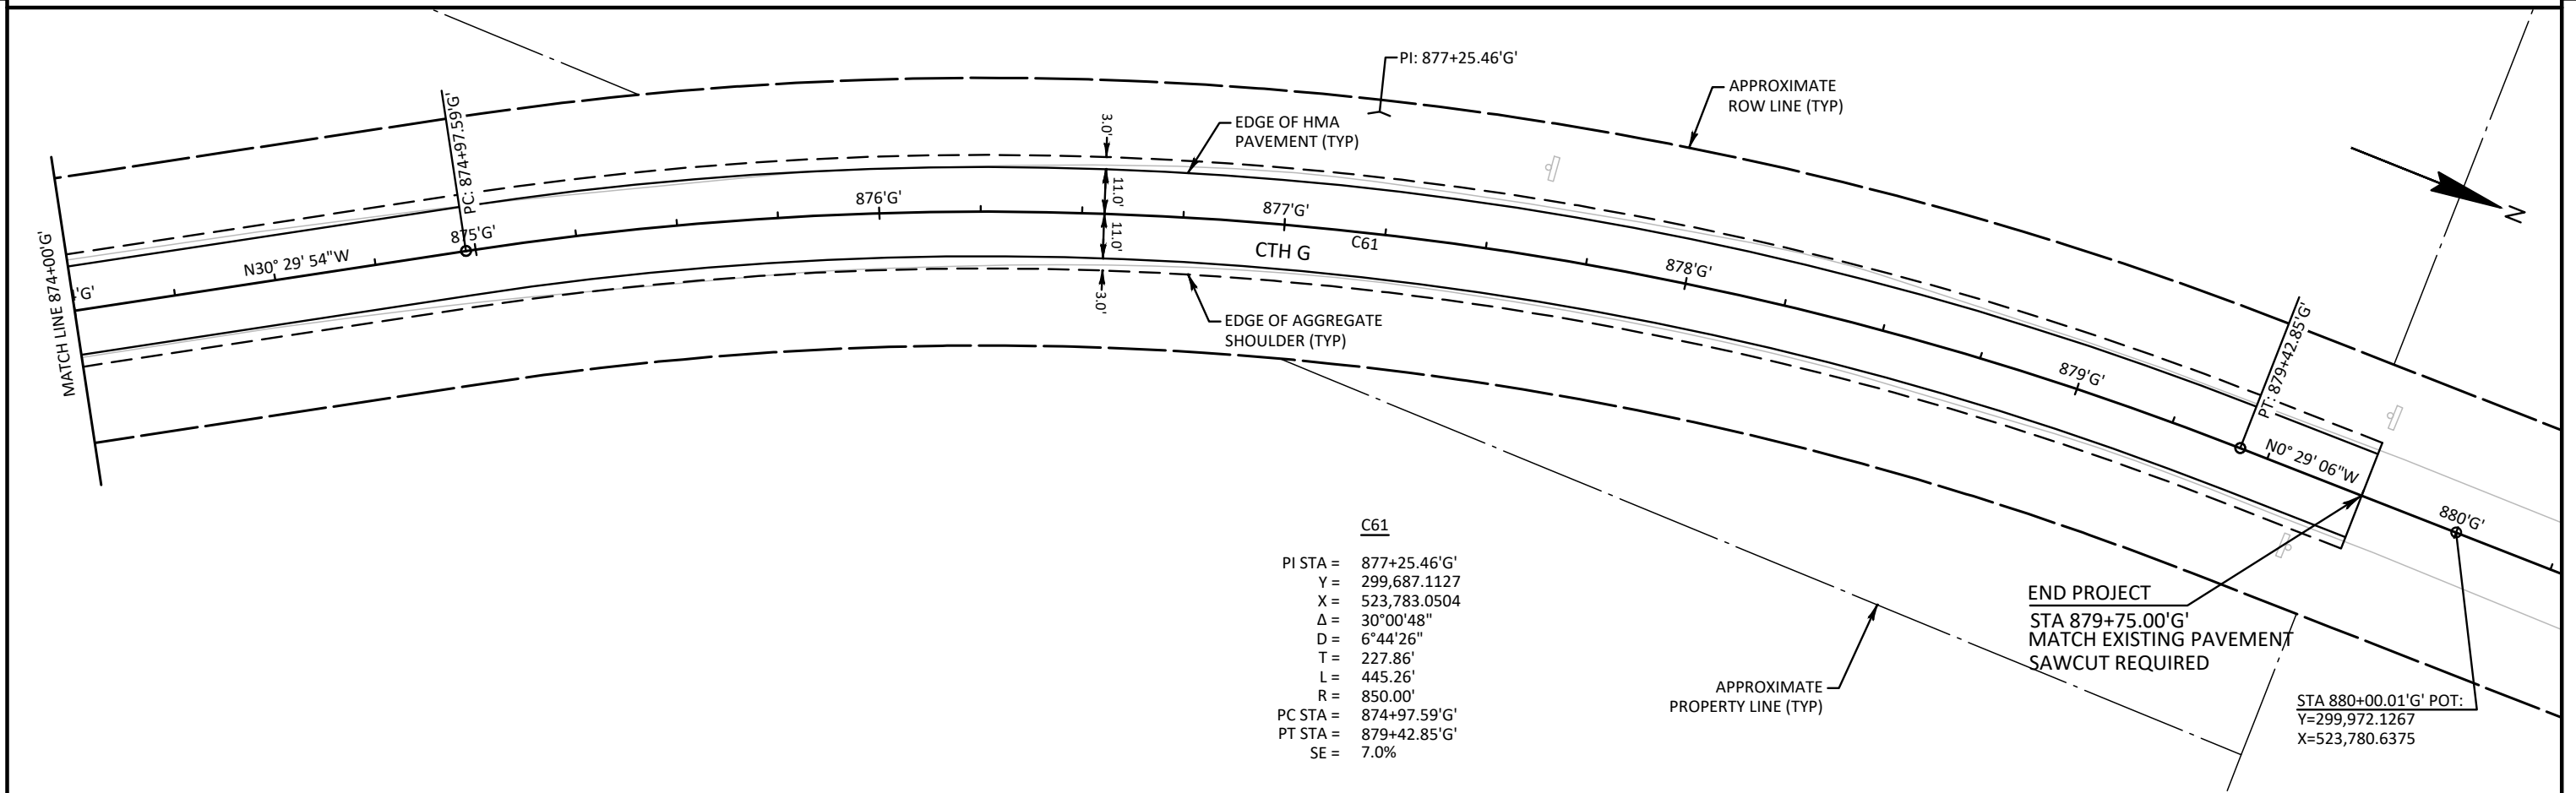 PI: 877+25.46'G'
APPROXIMATE
ROW LINE (TYP)
EDGE OF HMA
PAVEMENT (TYP)
3.0'
11.0'
11.0'
3.0'
PC: 874+97.59'G'
MATCH LINE 874+00'G'
'G'
N30° 29' 54"W
875'G'
876'G'
877'G'
C61
CTH G
878'G'
879'G'
PT: 879+42.85'G'
N0° 29' 06"W
880'G'
N
EDGE OF AGGREGATE
SHOULDER (TYP)
C61
PI STA = 877+25.46'G'
Y = 299,687.1127
X = 523,783.0504
Δ = 30°00'48"
D = 6°44'26"
T = 227.86'
L = 445.26'
R = 850.00'
PC STA = 874+97.59'G'
PT STA = 879+42.85'G'
SE = 7.0%
APPROXIMATE
PROPERTY LINE (TYP)
END PROJECT
STA 879+75.00'G'
MATCH EXISTING PAVEMENT
SAWCUT REQUIRED
STA 880+00.01'G' POT:
Y=299,972.1267
X=523,780.6375